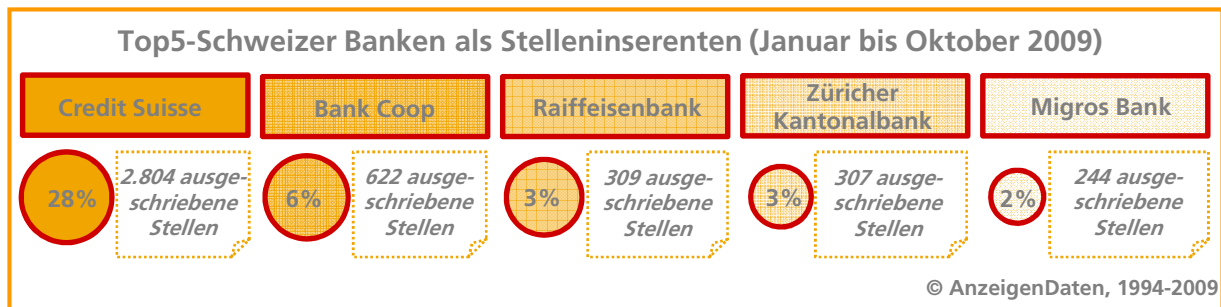 Top5-Schweizer Banken als Stelleninserenten (Januar bis Oktober 2009)
Credit Suisse
Bank Coop
Raiffeisenbank
Züricher
Kantonalbank
Migros Bank
28%
2.804 ausge-
schriebene
Stellen
6%
622 ausge-
schriebene
Stellen
3%
309 ausge-
schriebene
Stellen
3%
307 ausge-
schriebene
Stellen
2%
244 ausge-
schriebene
Stellen
© AnzeigenDaten, 1994-2009